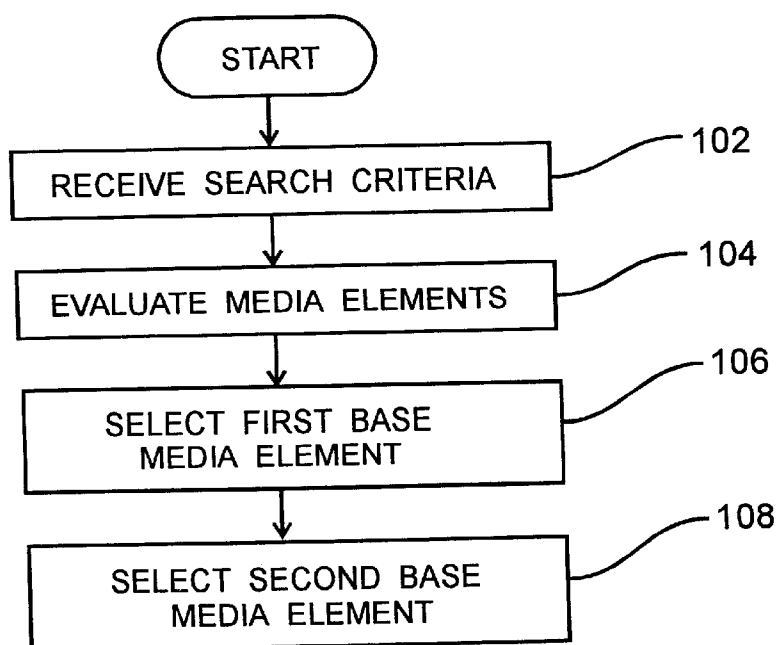 START
RECEIVE SEARCH CRITERIA
102
EVALUATE MEDIA ELEMENTS
104
SELECT FIRST BASE
MEDIA ELEMENT
106
SELECT SECOND BASE
MEDIA ELEMENT
108